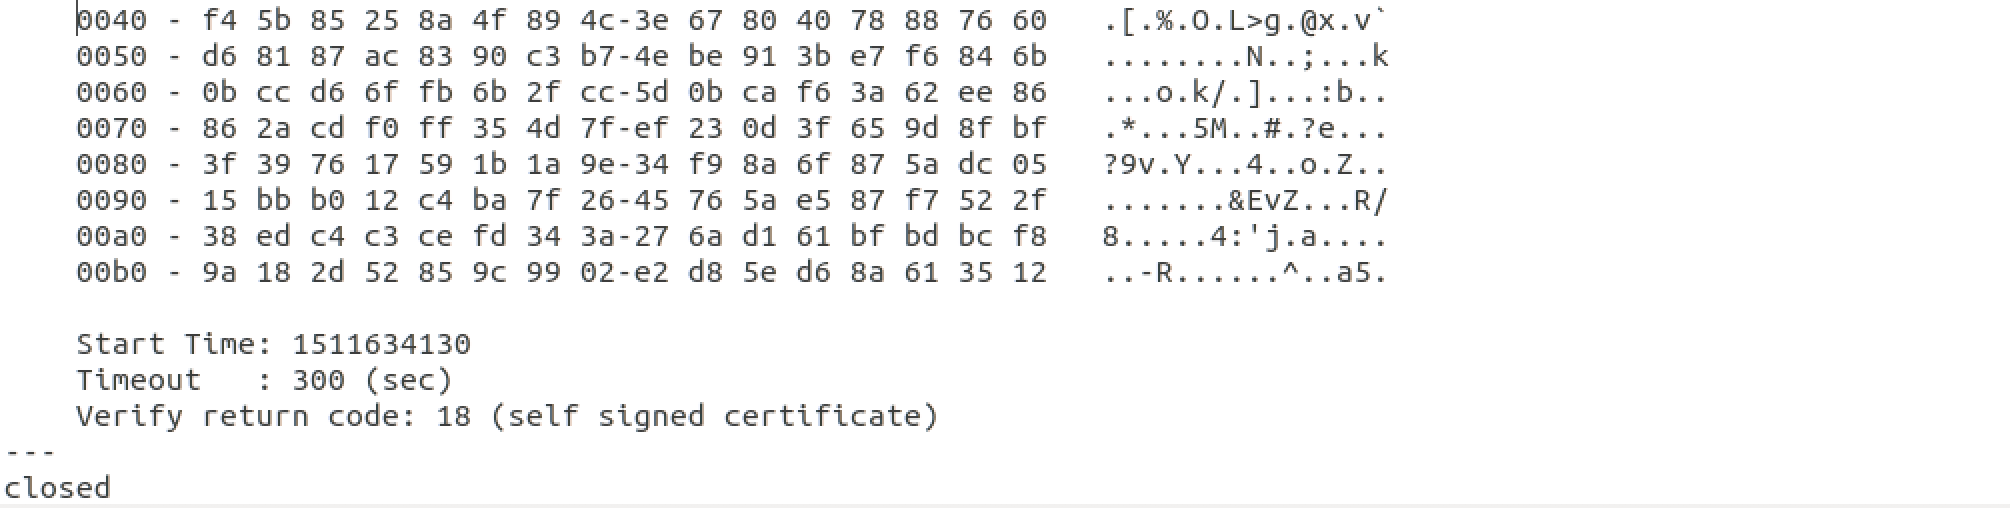 0040 - f4 5b 85 25 8a 4f 89 4c-3e 67 80 40 78 88 76 60   .[.%.O.L>g.@x.v`
0050 - d6 81 87 ac 83 90 c3 b7-4e be 91 3b e7 f6 84 6b   ........N..;...k
0060 - 0b cc d6 6f fb 6b 2f cc-5d 0b ca f6 3a 62 ee 86   ...o.k/.]...:b..
0070 - 86 2a cd f0 ff 35 4d 7f-ef 23 0d 3f 65 9d 8f bf   .*...5M..#.?e...
0080 - 3f 39 76 17 59 1b 1a 9e-34 f9 8a 6f 87 5a dc 05   ?9v.Y...4..o.Z..
0090 - 15 bb b0 12 c4 ba 7f 26-45 76 5a e5 87 f7 52 2f   .......&EvZ...R/
00a0 - 38 ed c4 c3 ce fd 34 3a-27 6a d1 61 bf bd bc f8   8.....4:'j.a....
00b0 - 9a 18 2d 52 85 9c 99 02-e2 d8 5e d6 8a 61 35 12   ..-R......^..a5.
Start Time: 1511634130
Timeout   : 300 (sec)
Verify return code: 18 (self signed certificate)
---
closed